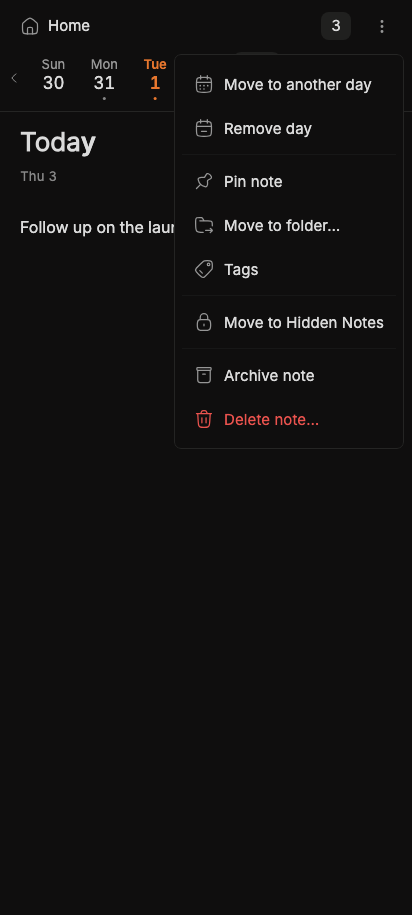 Home
3
Sun Mon Tue
30 31 1
Move to another day
Remove day
Today
Thu 3
Pin note
Follow up on the
Move to folder...
Tags
Move to Hidden Notes
Archive note
Delete note...